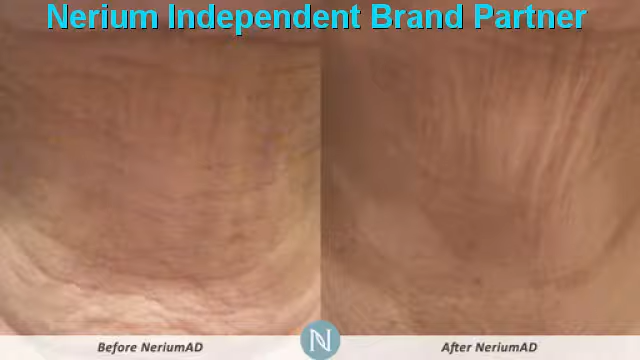 Nerium Independent Brand Partner
Before NeriumAD
N
After NeriumAD